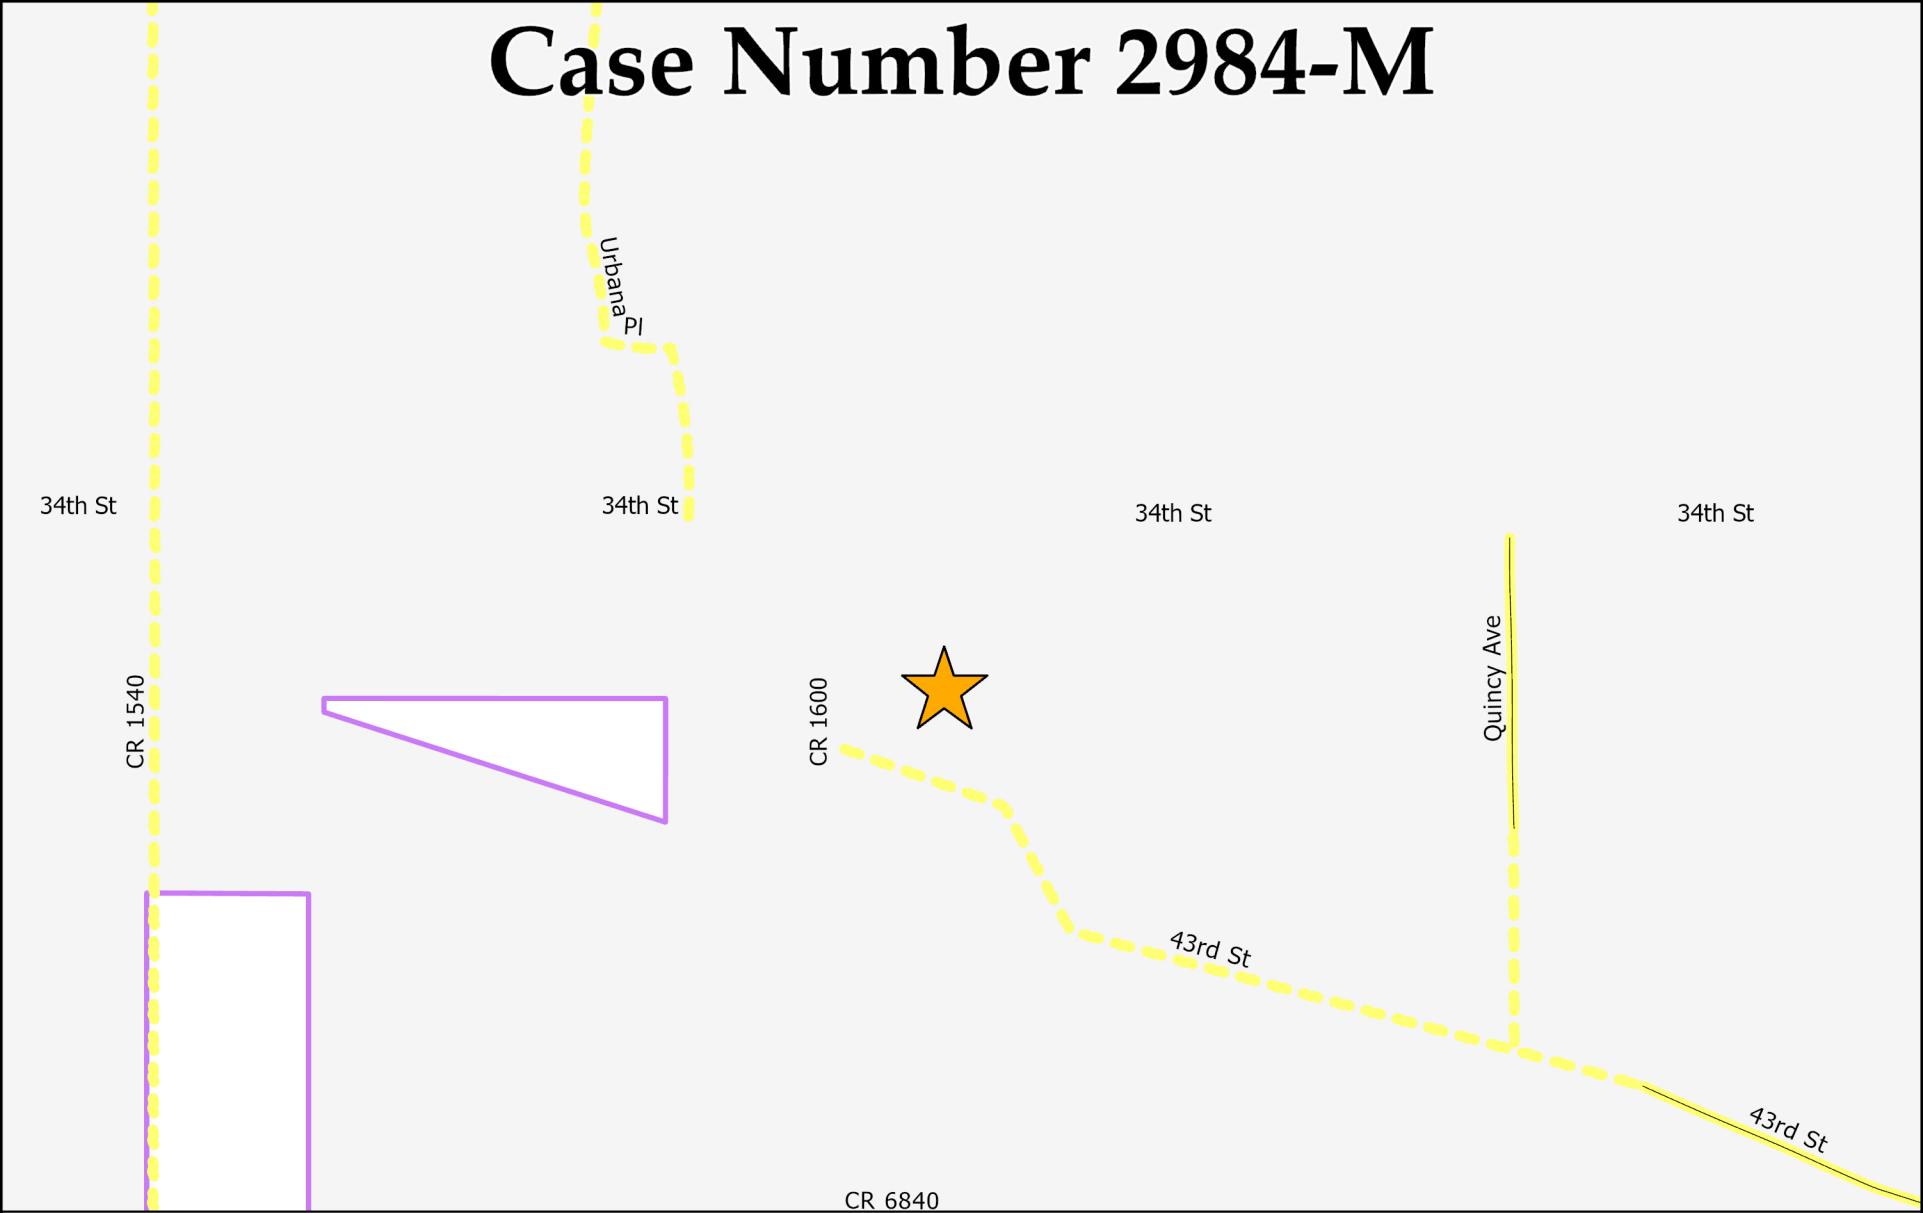 Case Number 2984-M
Urbana
Pl
34th St
34th St
34th St
34th St
CR 1540
CR 1600
Quincy Ave
43rd St
43rd St
CR 6840